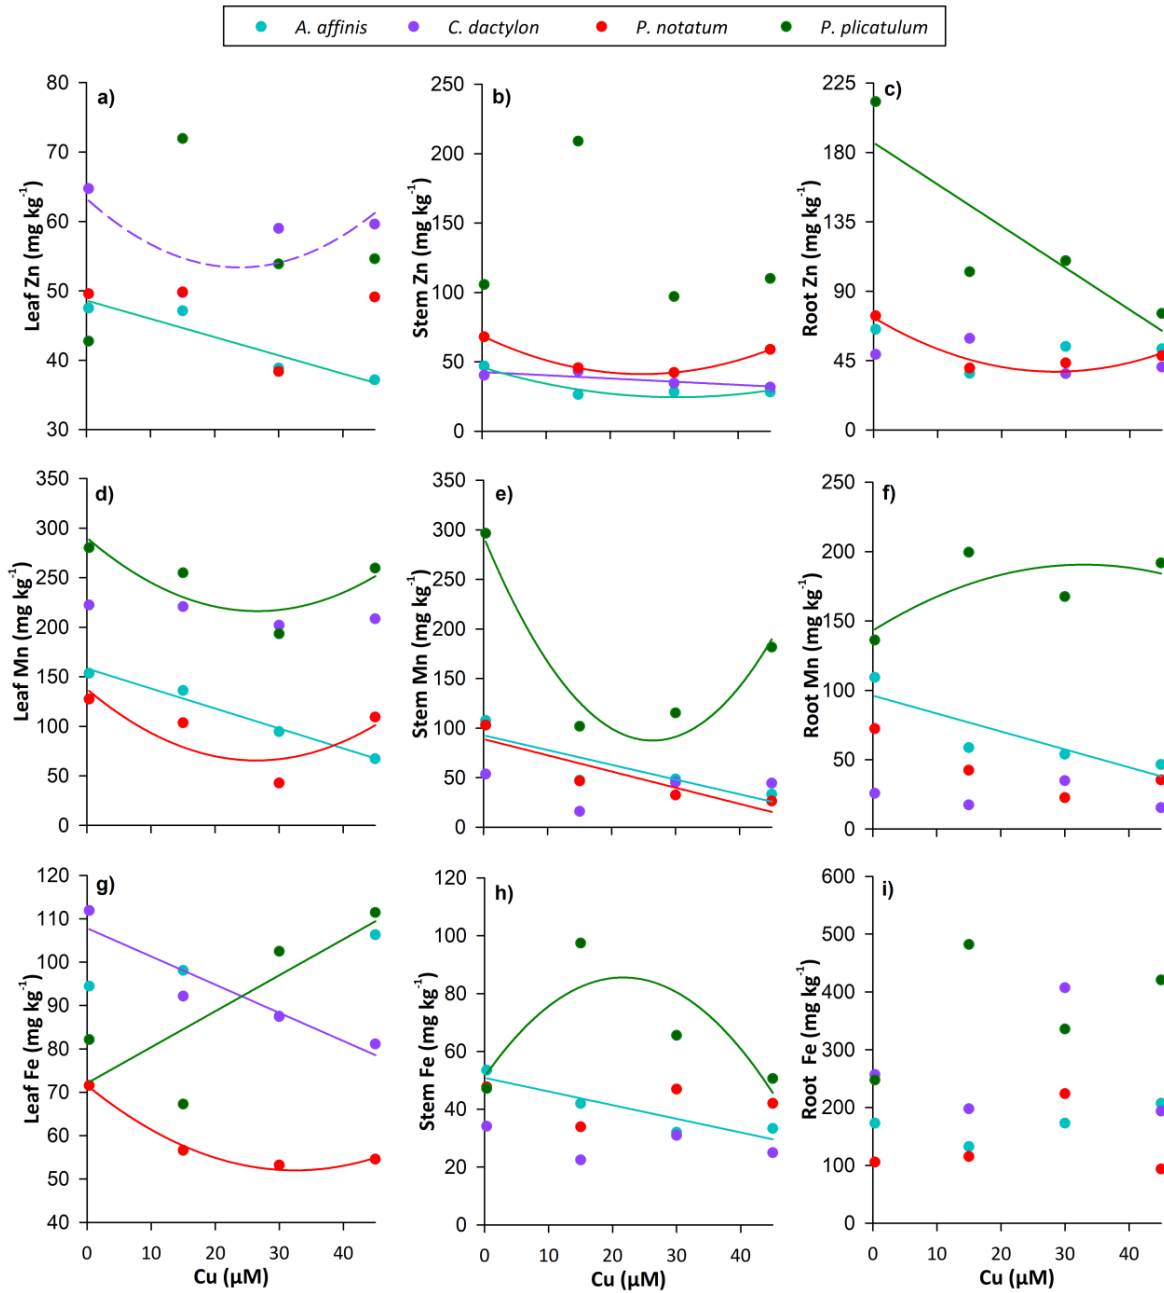 A. affinis C. dactylon P. notatum P. plicatulum
a)
Leaf Zn (mg kg⁻¹)
80
70
60
50
40
30
0 20 40
b)
Stem Zn (mg kg⁻¹)
250
200
150
100
50
0
c)
Root Zn (mg kg⁻¹)
225
180
135
90
45
0
d)
Leaf Mn (mg kg⁻¹)
350
300
250
200
150
100
50
0
e)
Stem Mn (mg kg⁻¹)
350
300
250
200
150
100
50
0
f)
Root Mn (mg kg⁻¹)
250
200
150
100
50
0
g)
Leaf Fe (mg kg⁻¹)
120
110
100
90
80
70
60
50
40
0 10 20 30 40
Cu (µM)
h)
Stem Fe (mg kg⁻¹)
120
100
80
60
40
20
0
0 10 20 30 40
Cu (µM)
i)
Root Fe (mg kg⁻¹)
600
500
400
300
200
100
0
0 10 20 30 40
Cu (µM)